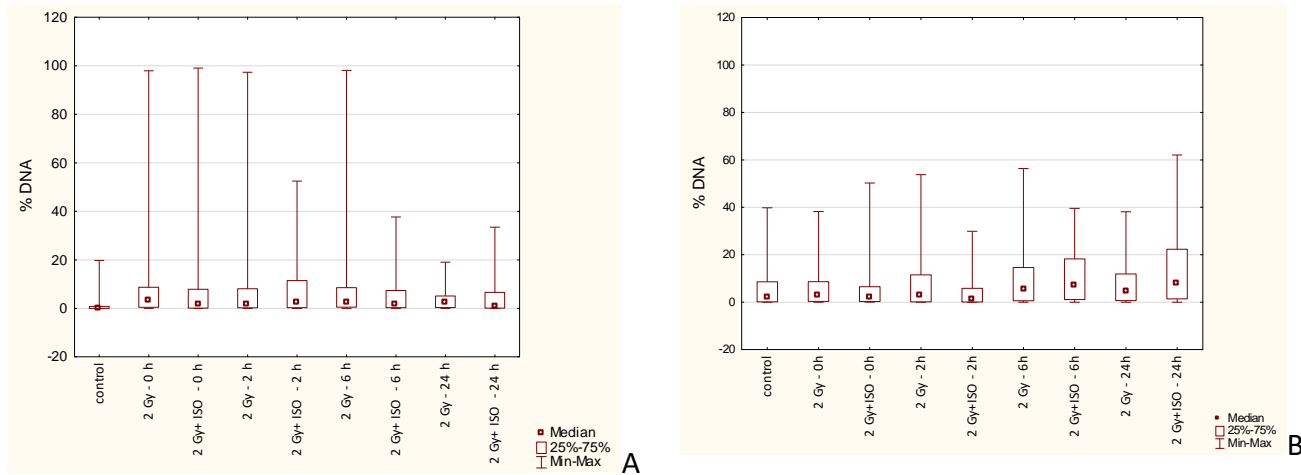 120
100
80
60
40
20
0
-20
% DNA
control
2 Gy - 0 h
2 Gy+ ISO - 0 h
2 Gy - 2 h
2 Gy+ ISO - 2 h
2 Gy - 6 h
2 Gy+ ISO - 6 h
2 Gy - 24 h
2 Gy+ ISO - 24 h
Median
25%-75%
Min-Max
A
120
100
80
60
40
20
0
-20
% DNA
control
2 Gy - 0h
2 Gy+ISO - 0h
2 Gy - 2h
2 Gy+ISO - 2h
2 Gy - 6h
2 Gy+ISO - 6h
2 Gy - 24h
2 Gy+ISO - 24h
Median
25%-75%
Min-Max
B